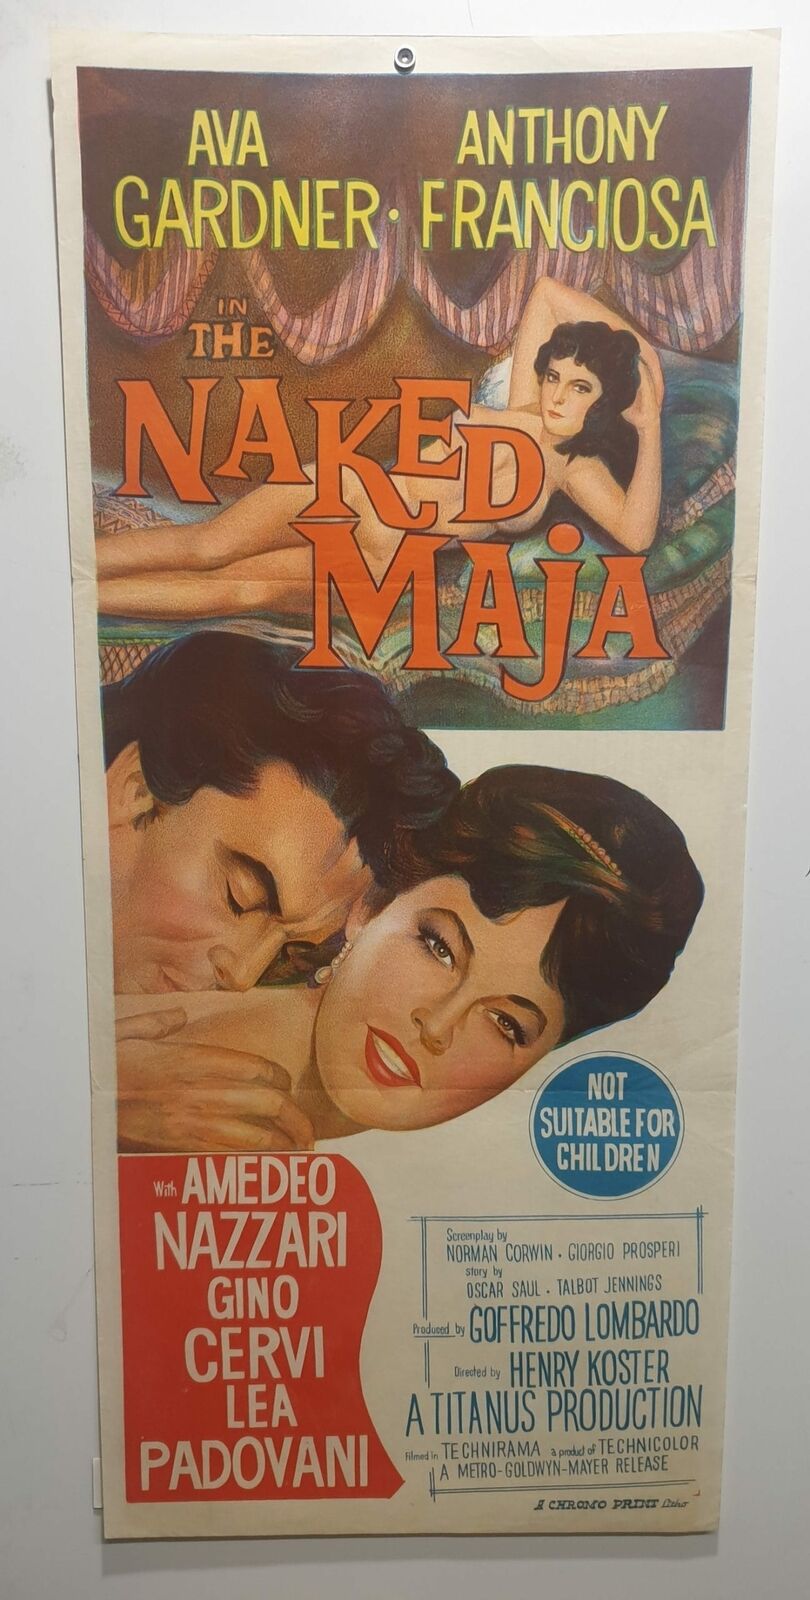 AVA ANTHONY
GARDNER · FRANCIOSA
IN
THE
NAKED
MAJA
NOT
SUITABLE FOR
CHILDREN
With AMEDEO
NAZZARI
GINO
CERVI
LEA
PADOVANI
Screenplay by
NORMAN CORWIN · GIORGIO PROSPERI
story by
OSCAR SAUL · TALBOT JENNINGS
Produced by GOFFREDO LOMBARDO
Directed by HENRY KOSTER
A TITANUS PRODUCTION
Filmed in TECHNIRAMA a product of TECHNICOLOR
A METRO-GOLDWYN-MAYER RELEASE
A CHROMO PRINT Litho